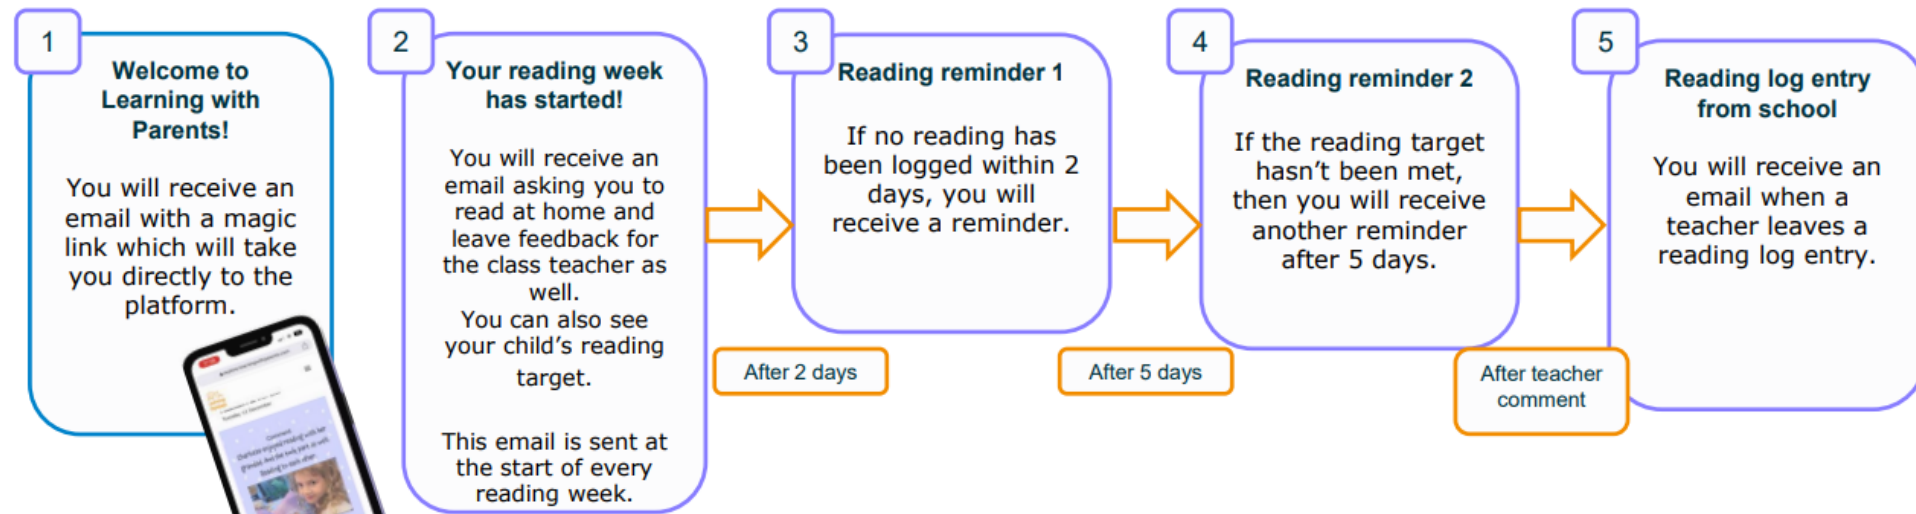 1
Welcome to
Learning with
Parents!
You will receive an
email with a magic
link which will take
you directly to the
platform.
2
Your reading week
has started!
You will receive an
email asking you to
read at home and
leave feedback for
the class teacher as
well.
You can also see
your child’s reading
target.
This email is sent at
the start of every
reading week.
3
Reading reminder 1
If no reading has
been logged within 2
days, you will
receive a reminder.
After 2 days
4
Reading reminder 2
If the reading target
hasn’t been met,
then you will receive
another reminder
after 5 days.
After 5 days
5
Reading log entry
from school
You will receive an
email when a
teacher leaves a
reading log entry.
After teacher
comment